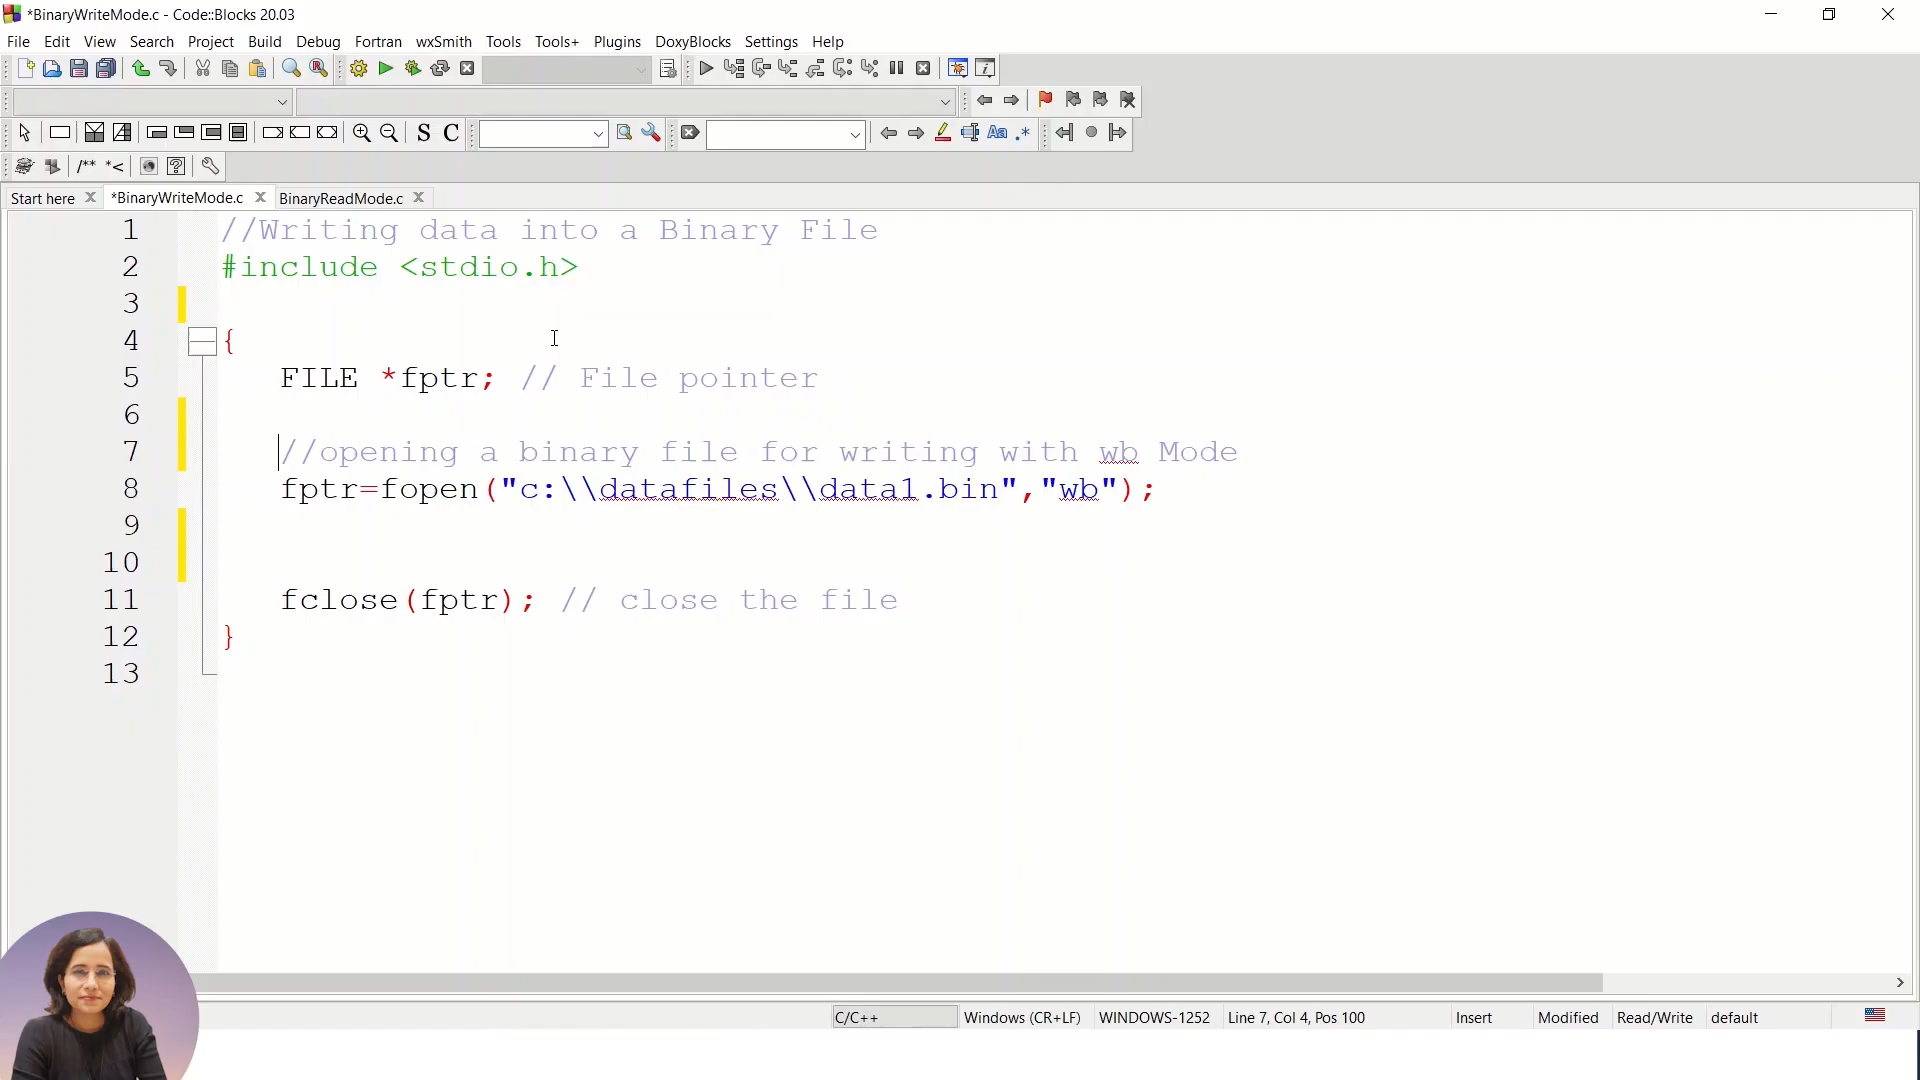 *BinaryWriteMode.c - Code::Blocks 20.03
File Edit View Search Project Build Debug Fortran wxSmith Tools Tools+ Plugins DoxyBlocks Settings Help
S C
Aa .*
/** *<
Start here *BinaryWriteMode.c BinaryReadMode.c
1 //Writing data into a Binary File
2 #include <stdio.h>
3
4 {
5 FILE *fptr; // File pointer
6
7 //opening a binary file for writing with wb Mode
8 fptr=fopen("c:\\datafiles\\data1.bin","wb");
9
10
11 fclose(fptr); // close the file
12 }
13
C/C++ Windows (CR+LF) WINDOWS-1252 Line 7, Col 4, Pos 100 Insert Modified Read/Write default